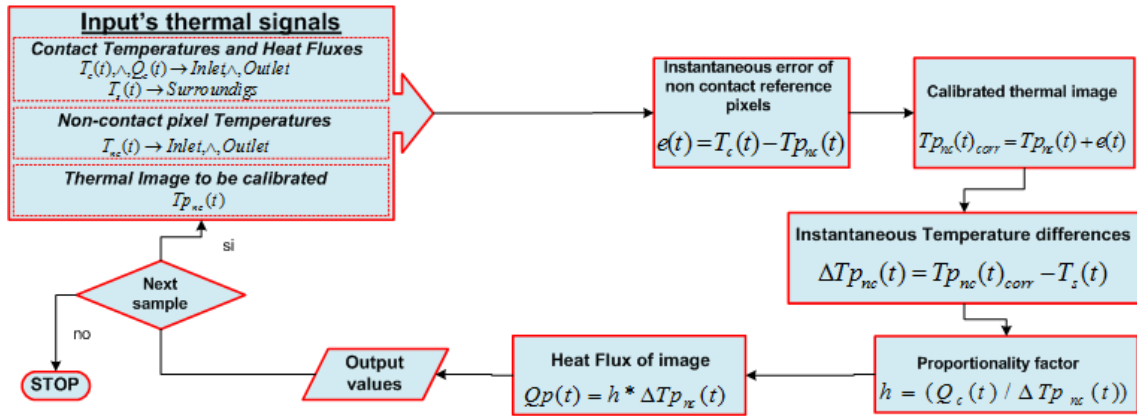 Input's thermal signals
Contact Temperatures and Heat Fluxes
T_c(t),∧,Q_c(t) → Inlet,∧,Outlet
T_s(t) → Surroundigs
Non-contact pixel Temperatures
T_nc(t) → Inlet,∧,Outlet
Thermal Image to be calibrated
Tp_nc(t)
Instantaneous error of
non contact reference
pixels
e(t) = T_c(t) − Tp_nc(t)
Calibrated thermal image
Tp_nc(t)_corr = Tp_nc(t) + e(t)
Instantaneous Temperature differences
ΔTp_nc(t) = Tp_nc(t)_corr − T_s(t)
Proportionality factor
h = (Q_c(t) / ΔTp_nc(t))
Heat Flux of image
Qp(t) = h * ΔTp_nc(t)
Output
values
Next
sample
si
no
STOP